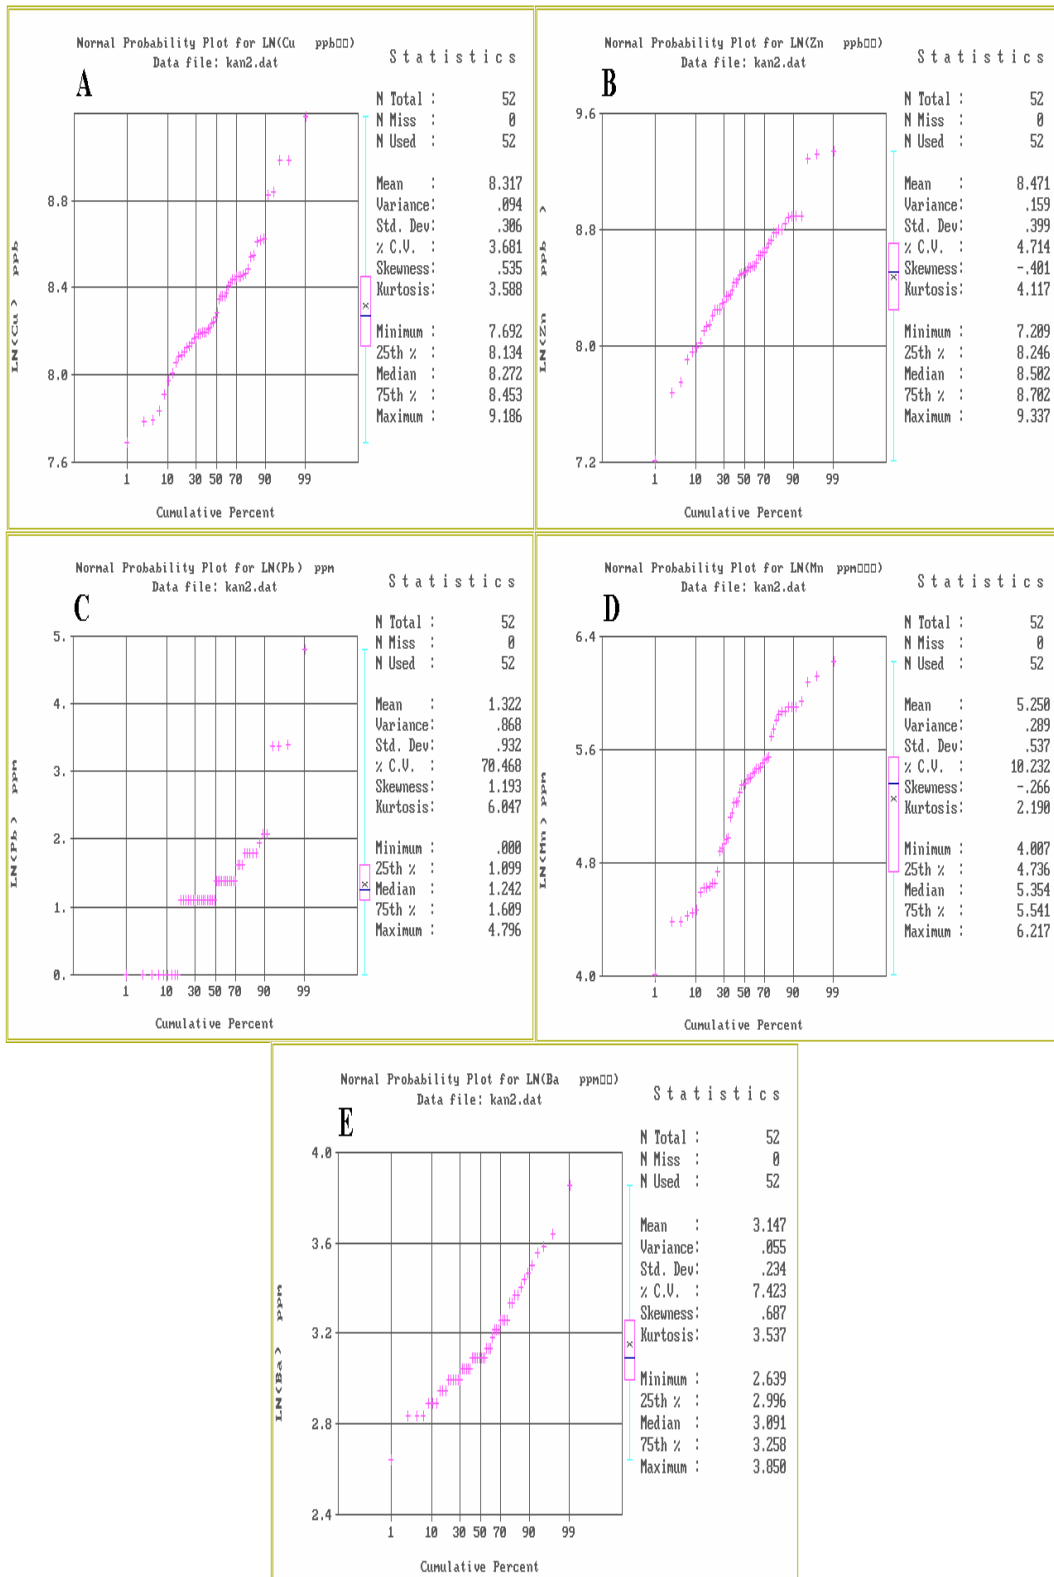 Normal Probability Plot for LN(Cu ppb□□)
Data file: kan2.dat
Statistics
A
N Total : 52
N Miss : 0
N Used : 52
Mean : 8.317
Variance: .094
Std. Dev: .306
% C.V. : 3.681
Skewness: .535
Kurtosis: 3.588
Minimum : 7.692
25th % : 8.134
Median : 8.272
75th % : 8.453
Maximum : 9.186
8.8
8.4
8.0
7.6
LN(Cu) ppb
1 10 30 50 70 90 99
Cumulative Percent
Normal Probability Plot for LN(Zn ppb□□)
Data file: kan2.dat
Statistics
B
N Total : 52
N Miss : 0
N Used : 52
Mean : 8.471
Variance: .159
Std. Dev: .399
% C.V. : 4.714
Skewness: -.401
Kurtosis: 4.117
Minimum : 7.209
25th % : 8.246
Median : 8.502
75th % : 8.702
Maximum : 9.337
9.6
8.8
8.0
7.2
LN(Zn ppb )
1 10 30 50 70 90 99
Cumulative Percent
Normal Probability Plot for LN(Pb) ppm
Data file: kan2.dat
Statistics
C
N Total : 52
N Miss : 0
N Used : 52
Mean : 1.322
Variance: .868
Std. Dev: .932
% C.V. : 70.468
Skewness: 1.193
Kurtosis: 6.047
Minimum : .000
25th % : 1.099
Median : 1.242
75th % : 1.609
Maximum : 4.796
5.
4.
3.
2.
1.
0.
LN(Pb) ppm
1 10 30 50 70 90 99
Cumulative Percent
Normal Probability Plot for LN(Mn ppm□□□)
Data file: kan2.dat
Statistics
D
N Total : 52
N Miss : 0
N Used : 52
Mean : 5.250
Variance: .289
Std. Dev: .537
% C.V. : 10.232
Skewness: -.266
Kurtosis: 2.190
Minimum : 4.007
25th % : 4.736
Median : 5.354
75th % : 5.541
Maximum : 6.217
6.4
5.6
4.8
4.0
LN(Mn) ppm
1 10 30 50 70 90 99
Cumulative Percent
Normal Probability Plot for LN(Ba ppm□□)
Data file: kan2.dat
Statistics
E
N Total : 52
N Miss : 0
N Used : 52
Mean : 3.147
Variance: .055
Std. Dev: .234
% C.V. : 7.423
Skewness: .687
Kurtosis: 3.537
Minimum : 2.639
25th % : 2.996
Median : 3.091
75th % : 3.258
Maximum : 3.850
4.0
3.6
3.2
2.8
2.4
LN(Ba) ppm
1 10 30 50 70 90 99
Cumulative Percent